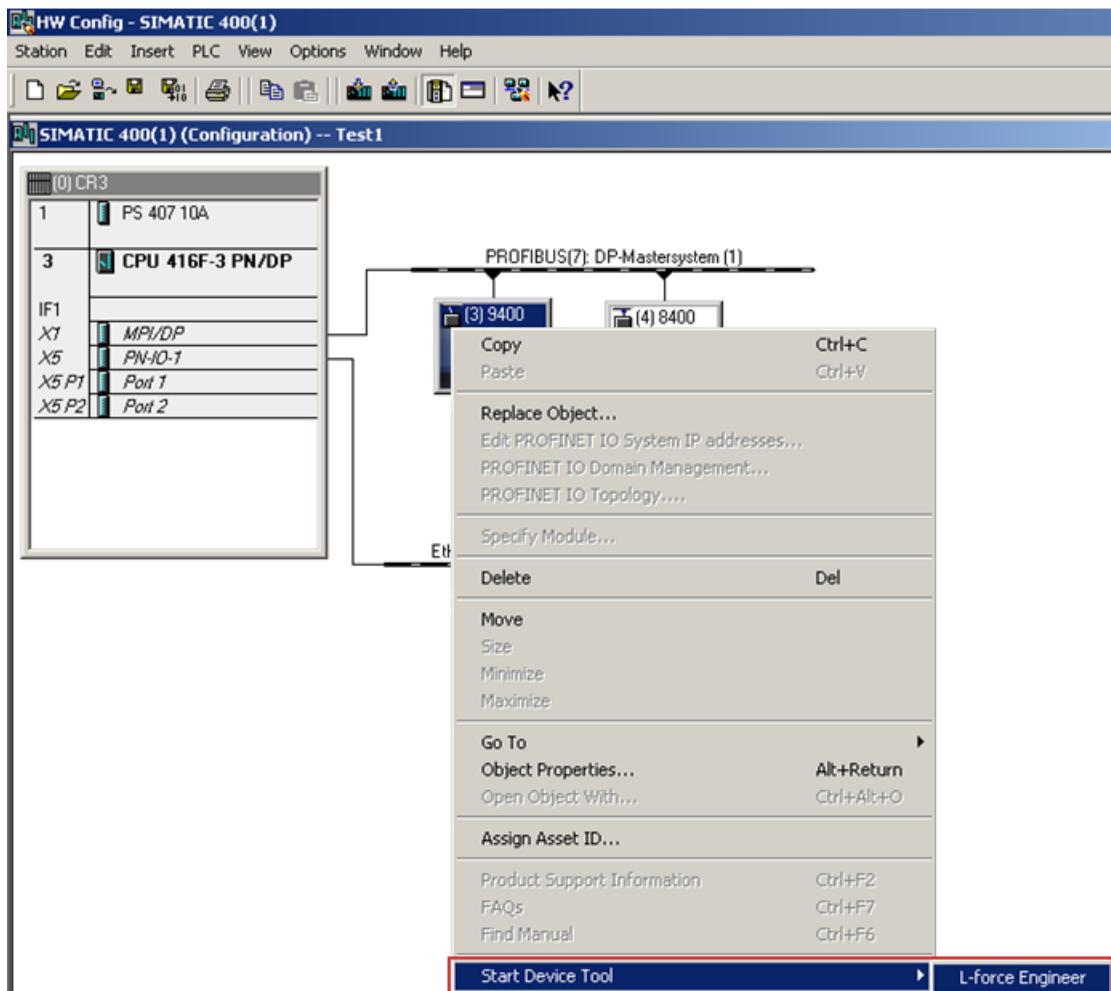 HW Config - SIMATIC 400(1)
Station Edit Insert PLC View Options Window Help
SIMATIC 400(1) (Configuration) -- Test1
(0) CR3
1 PS 407 10A
3 CPU 416F-3 PN/DP
IF1
X1 MPI/DP
X5 PN-IO-1
X5 P1 Port 1
X5 P2 Port 2
PROFIBUS(7): DP-Mastersystem (1)
(3) 9400
(4) 8400
Copy Ctrl+C
Paste Ctrl+V
Replace Object...
Edit PROFINET IO System IP addresses...
PROFINET IO Domain Management...
PROFINET IO Topology....
Specify Module...
Delete Del
Move
Size
Minimize
Maximize
Go To
Object Properties... Alt+Return
Open Object With... Ctrl+Alt+O
Assign Asset ID...
Product Support Information Ctrl+F2
FAQs Ctrl+F7
Find Manual Ctrl+F6
Start Device Tool
L-force Engineer